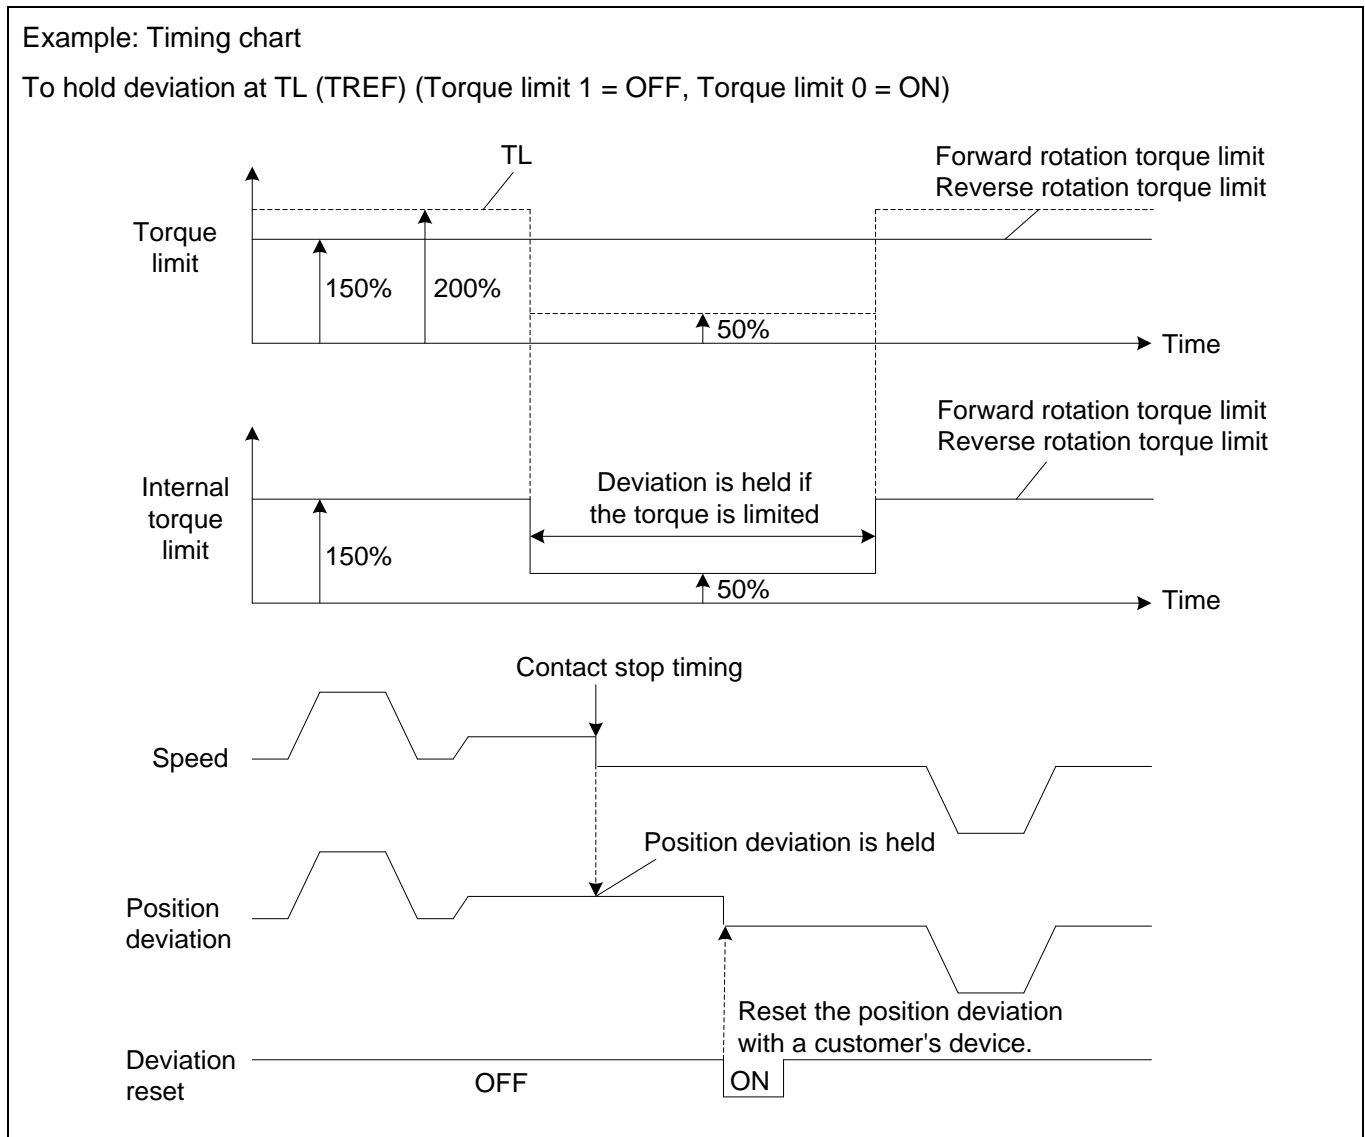 Example: Timing chart
To hold deviation at TL (TREF) (Torque limit 1 = OFF, Torque limit 0 = ON)
TL
Forward rotation torque limit
Reverse rotation torque limit
Torque
limit
150%
200%
50%
Time
Forward rotation torque limit
Reverse rotation torque limit
Internal
torque
limit
Deviation is held if
the torque is limited
150%
50%
Time
Contact stop timing
Speed
Position deviation is held
Position
deviation
Reset the position deviation
with a customer's device.
Deviation
reset
OFF
ON